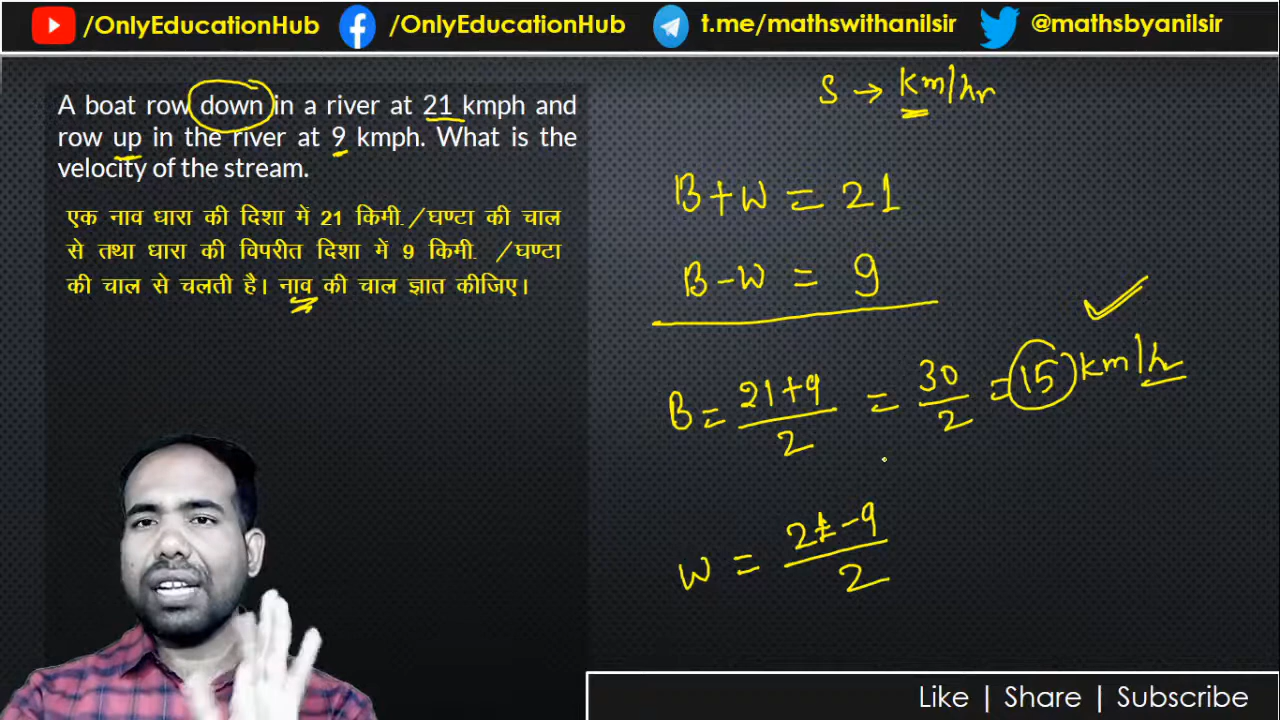 /OnlyEducationHub /OnlyEducationHub t.me/mathswithanilsir @mathsbyanilsir
A boat row down in a river at 21 kmph and
row up in the river at 9 kmph. What is the
velocity of the stream.
एक नाव धारा की दिशा में 21 किमी./घण्टा की चाल
से तथा धारा की विपरीत दिशा में 9 किमी. /घण्टा
की चाल से चलती है। नाव की चाल ज्ञात कीजिए।
S → km/hr
B+W = 21
B-W = 9
B = 21+9/2 = 30/2 = 15 km/hr
W = 21-9/2
Like | Share | Subscribe